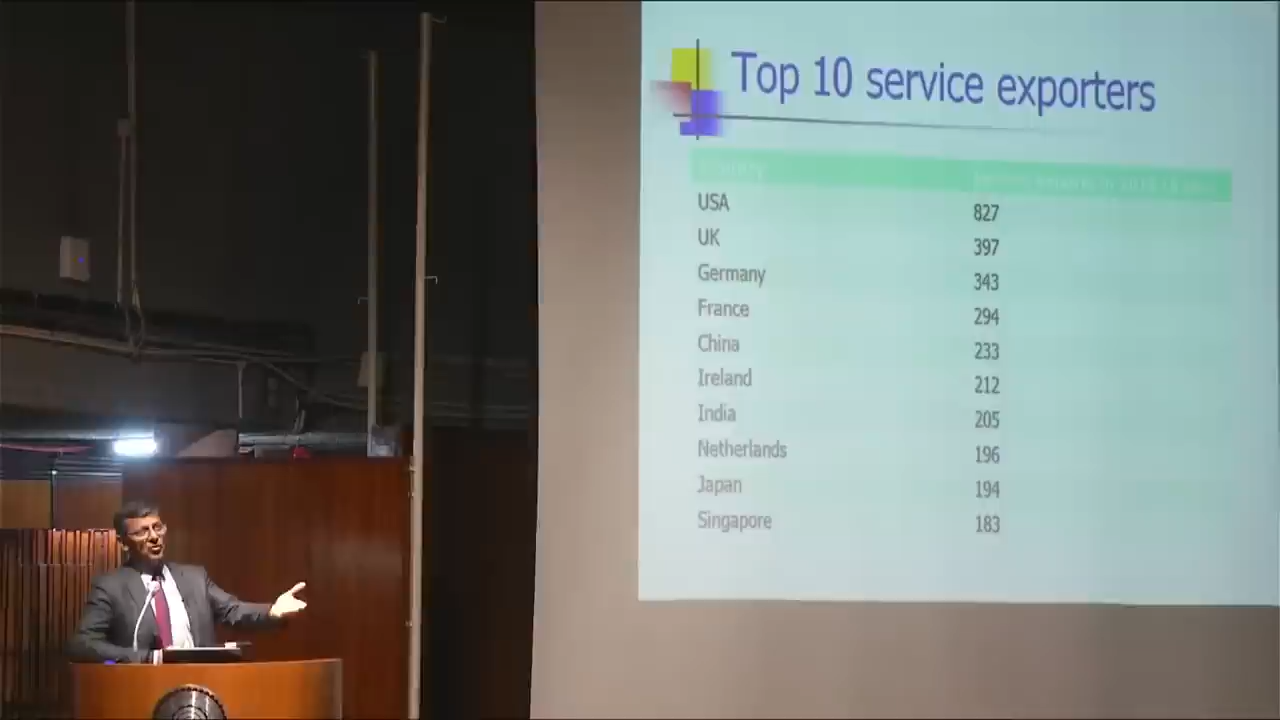 Top 10 service exporters
USA 827
UK 397
Germany 343
France 294
China 233
Ireland 212
India 205
Netherlands 196
Japan 194
Singapore 183